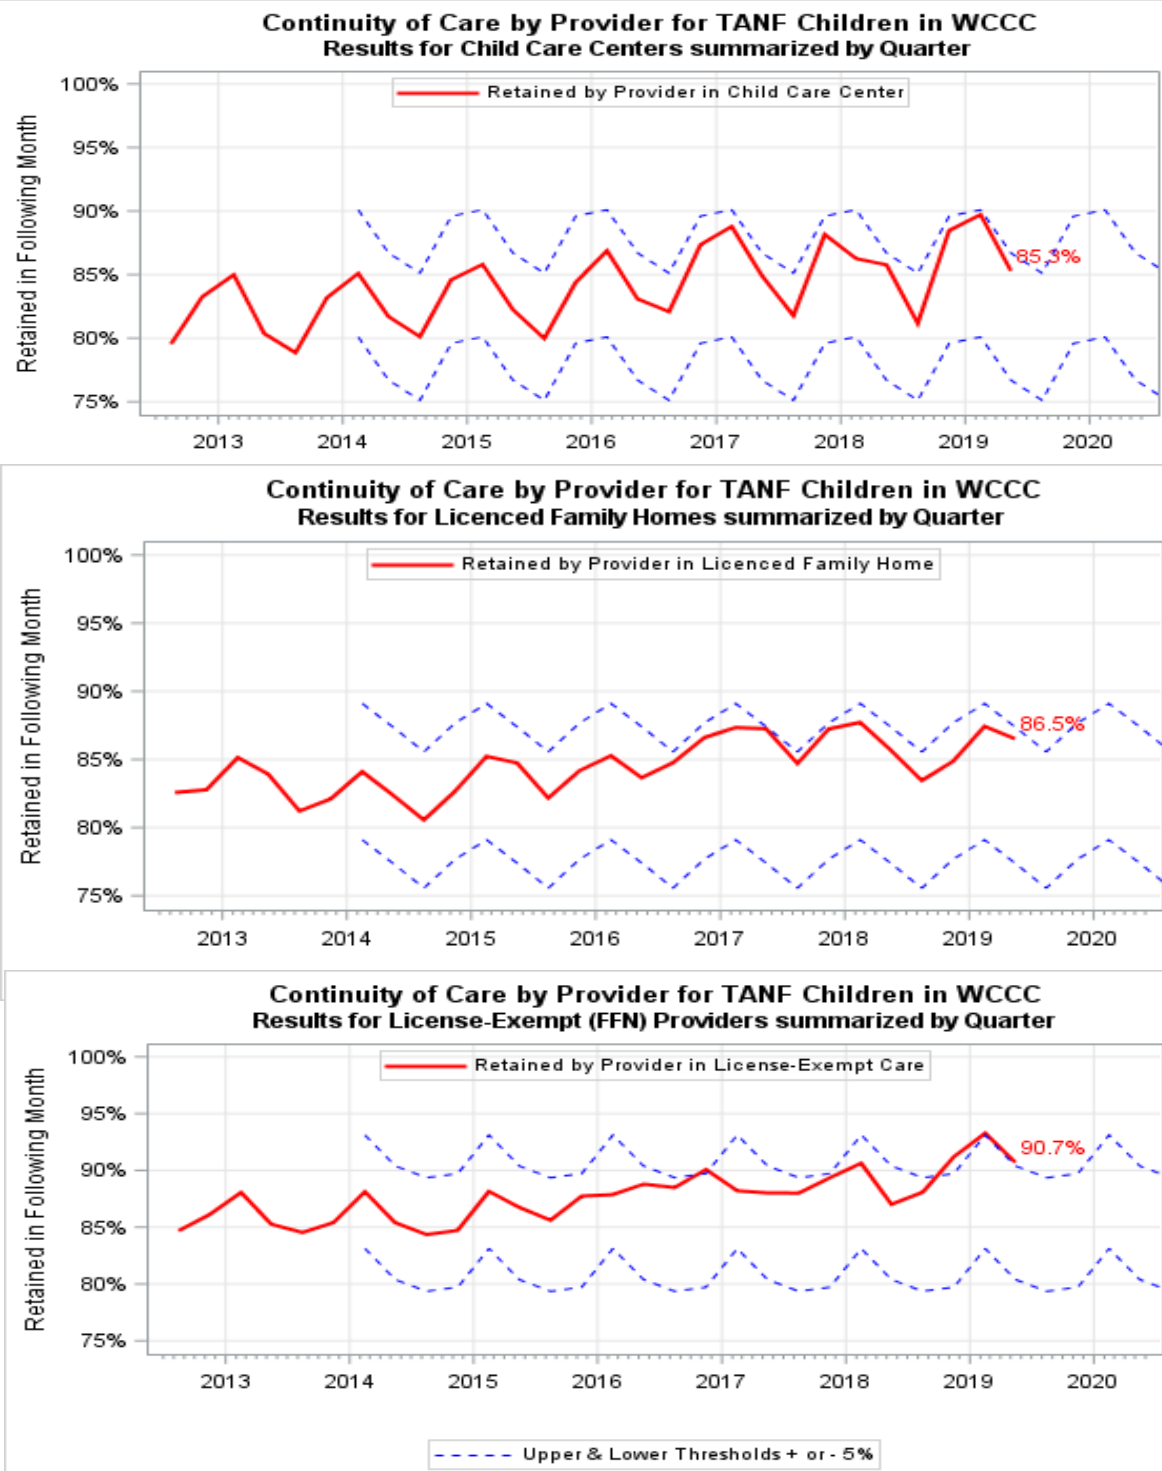 Continuity of Care by Provider for TANF Children in WCCC
Results for Child Care Centers summarized by Quarter
Retained by Provider in Child Care Center
Retained in Following Month
100%
95%
90%
85%
80%
75%
85.3%
2013 2014 2015 2016 2017 2018 2019 2020
Continuity of Care by Provider for TANF Children in WCCC
Results for Licenced Family Homes summarized by Quarter
Retained by Provider in Licenced Family Home
Retained in Following Month
100%
95%
90%
85%
80%
75%
86.5%
2013 2014 2015 2016 2017 2018 2019 2020
Continuity of Care by Provider for TANF Children in WCCC
Results for License-Exempt (FFN) Providers summarized by Quarter
Retained by Provider in License-Exempt Care
Retained in Following Month
100%
95%
90%
85%
80%
75%
90.7%
2013 2014 2015 2016 2017 2018 2019 2020
Upper & Lower Thresholds + or - 5%